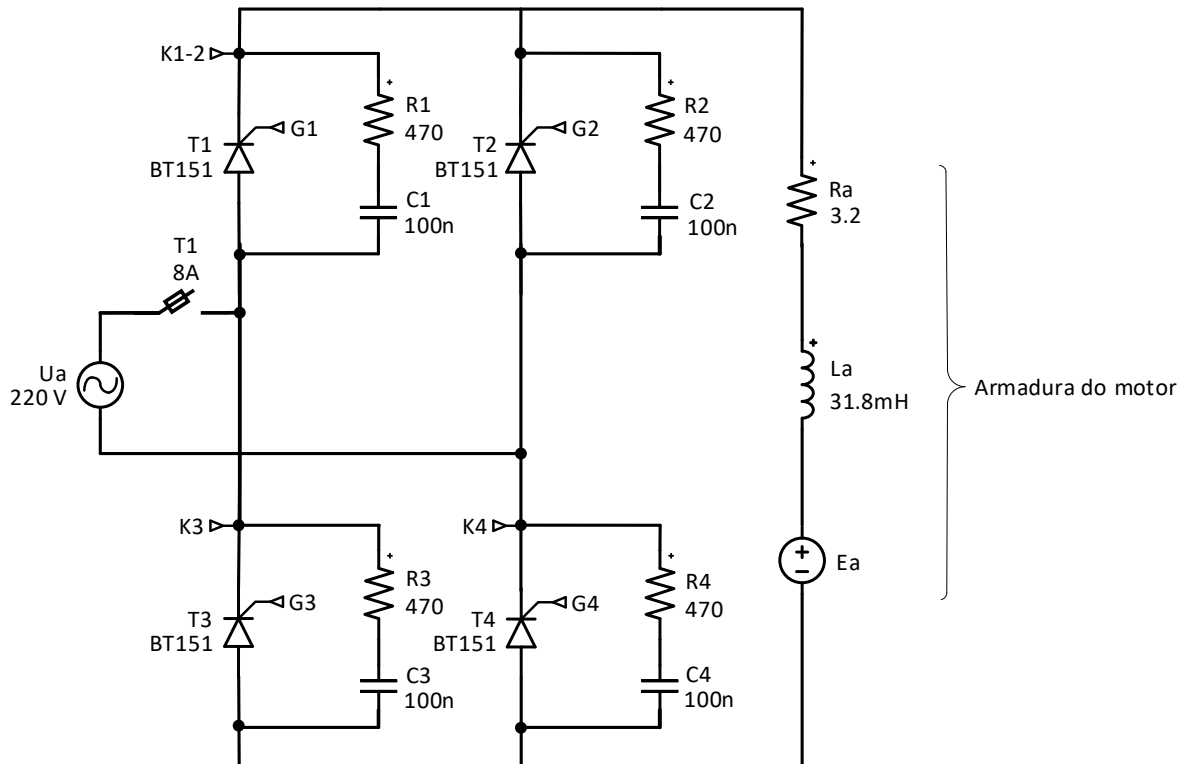 K1-2
G1
T1
BT151
R1
470
C1
100n
G2
T2
BT151
R2
470
C2
100n
Ra
3.2
T1
8A
Ua
220 V
La
31.8mH
Armadura do motor
K3
G3
T3
BT151
R3
470
C3
100n
K4
G4
T4
BT151
R4
470
C4
100n
Ea